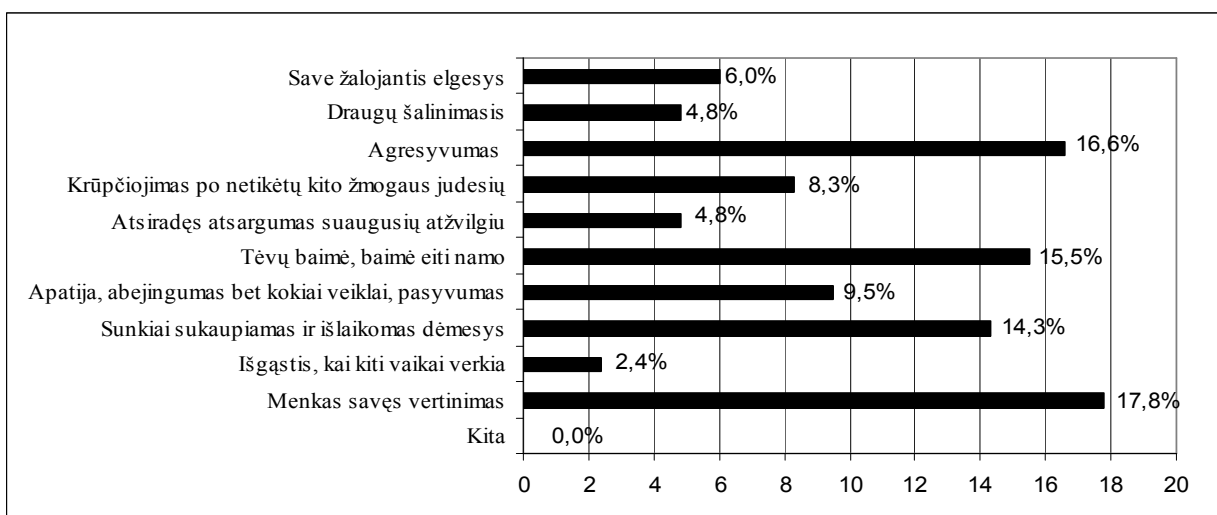 Save žalojantis elgesys 6,0%
Draugų šalinimasis 4,8%
Agresyvumas 16,6%
Krūpčiojimas po netikėtų kito žmogaus judesių 8,3%
Atsiradęs atsargumas suaugusių atžvilgiu 4,8%
Tėvų baimė, baimė eiti namo 15,5%
Apatija, abejingumas bet kokiai veiklai, pasyvumas 9,5%
Sunkiai sukaupiamas ir išlaikomas dėmesys 14,3%
Išgąstis, kai kiti vaikai verkia 2,4%
Menkas savęs vertinimas 17,8%
Kita 0,0%
0 2 4 6 8 10 12 14 16 18 20